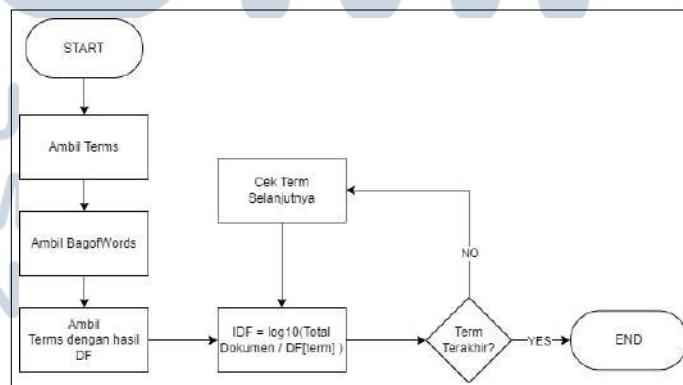 START
Ambil Terms
Ambil BagofWords
Ambil
Terms dengan hasil
DF
IDF = log10(Total
Dokumen / DF[term] )
Cek Term
Selanjutnya
NO
Term
Terakhir?
YES
END